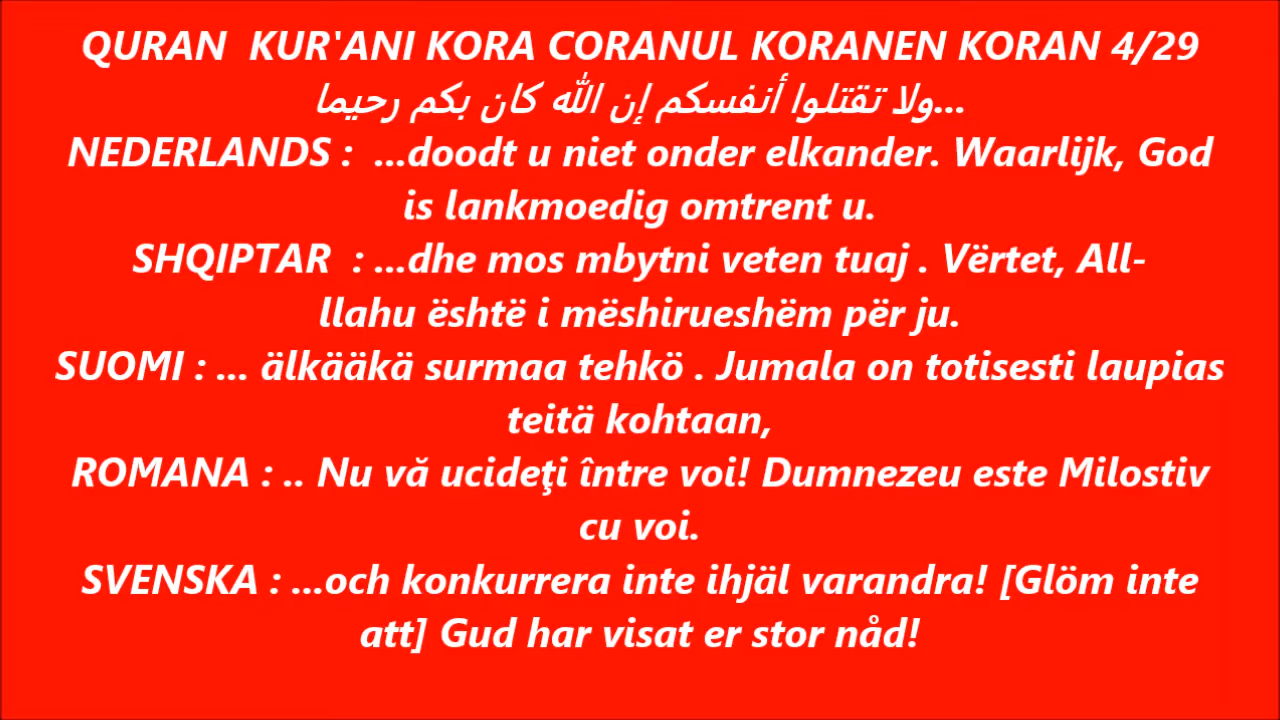 QURAN  KUR'ANI KORA CORANUL KORANEN KORAN 4/29
ولا تقتلوا أنفسكم إن الله كان بكم رحيما...
NEDERLANDS :  ...doodt u niet onder elkander. Waarlijk, God
is lankmoedig omtrent u.
SHQIPTAR  : ...dhe mos mbytni veten tuaj . Vërtet, All-
llahu është i mëshirueshëm për ju.
SUOMI : ... älkääkä surmaa tehkö . Jumala on totisesti laupias
teitä kohtaan,
ROMANA : .. Nu vă ucideţi între voi! Dumnezeu este Milostiv
cu voi.
SVENSKA : ...och konkurrera inte ihjäl varandra! [Glöm inte
att] Gud har visat er stor nåd!